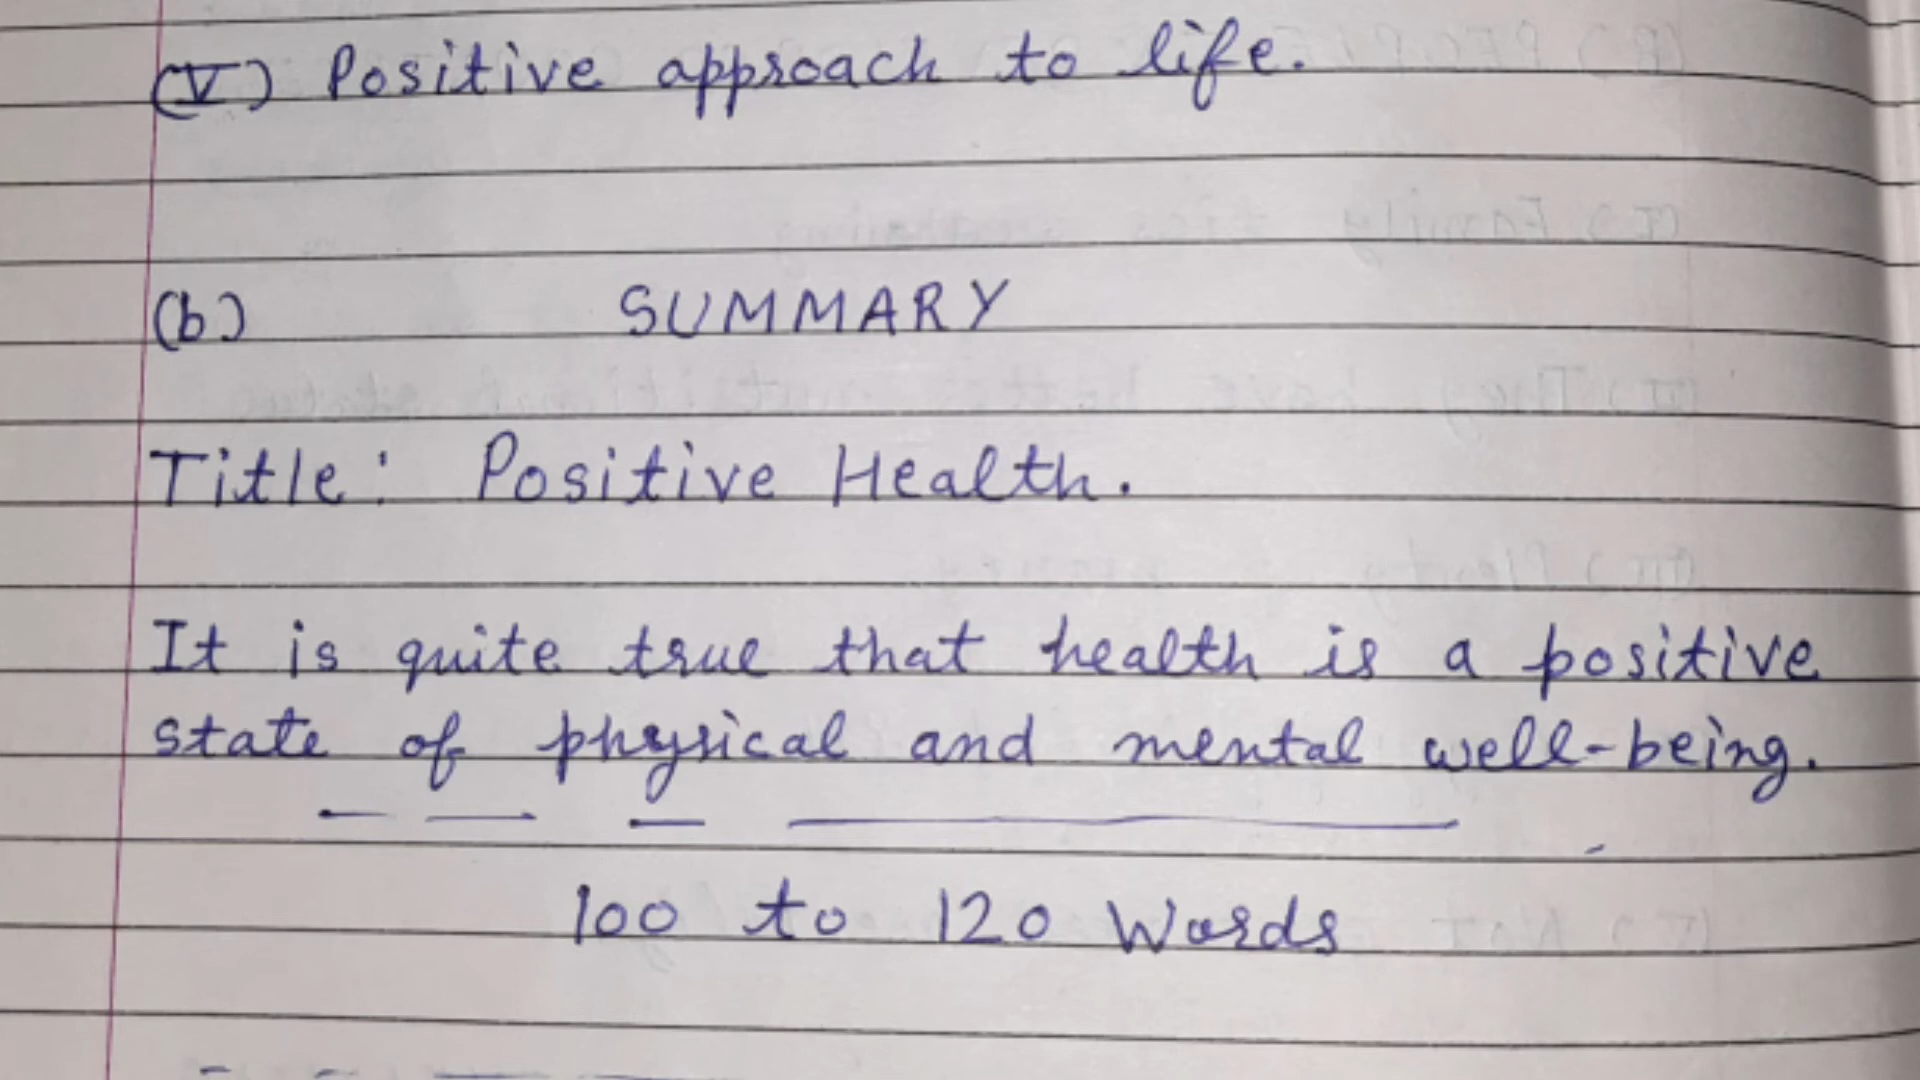 (V) Positive approach to life.
(b) SUMMARY
Title: Positive Health.
It is quite true that health is a positive
state of physical and mental well-being.
100 to 120 Words